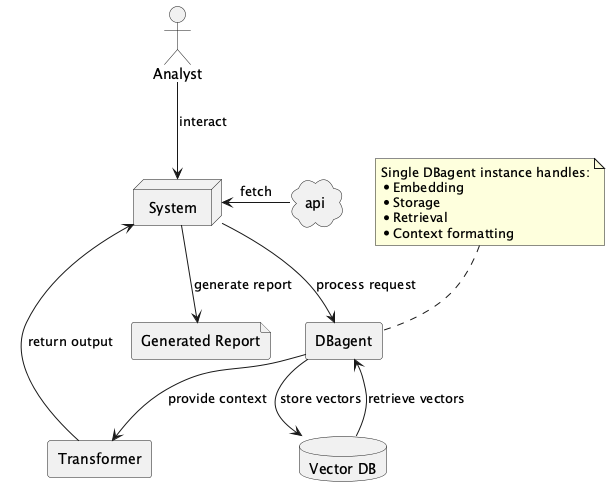 Analyst
interact
Single DBagent instance handles:
• Embedding
• Storage
• Retrieval
• Context formatting
fetch
System
api
generate report
process request
Generated Report
DBagent
return output
provide context
store vectors
retrieve vectors
Transformer
Vector DB